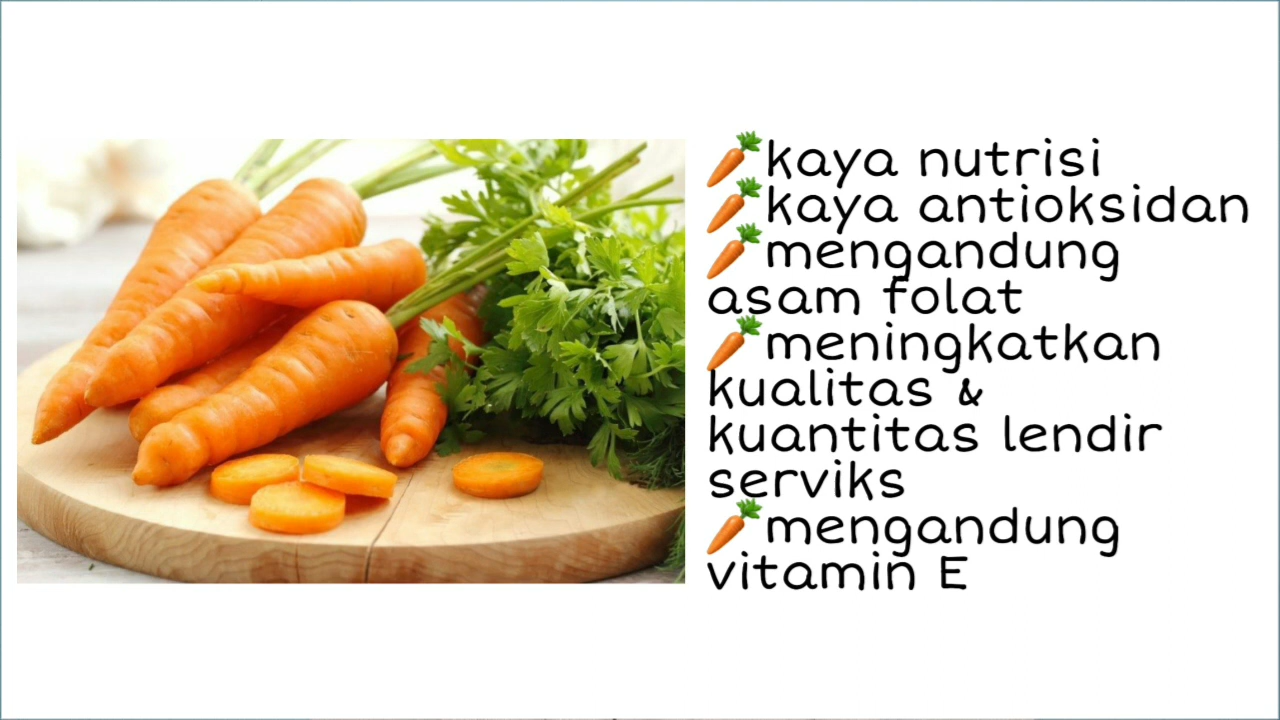 🥕kaya nutrisi
🥕kaya antioksidan
🥕mengandung
asam folat
🥕meningkatkan
kualitas &
kuantitas lendir
serviks
🥕mengandung
vitamin E